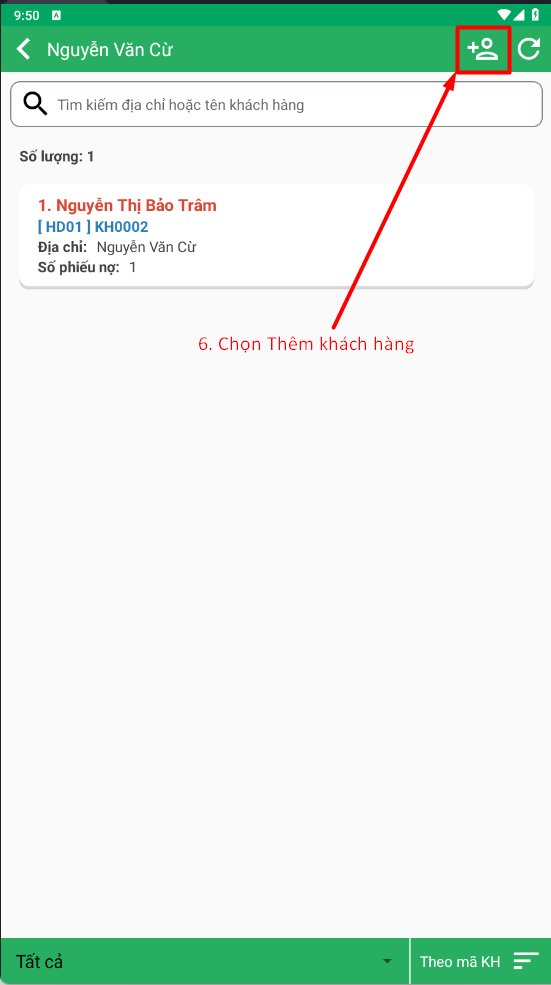 9:50
Nguyễn Văn Cừ
Tìm kiếm địa chỉ hoặc tên khách hàng
Số lượng: 1
1. Nguyễn Thị Bảo Trâm
[ HD01 ] KH0002
Địa chỉ: Nguyễn Văn Cừ
Số phiếu nợ: 1
6. Chọn Thêm khách hàng
Tất cả
Theo mã KH